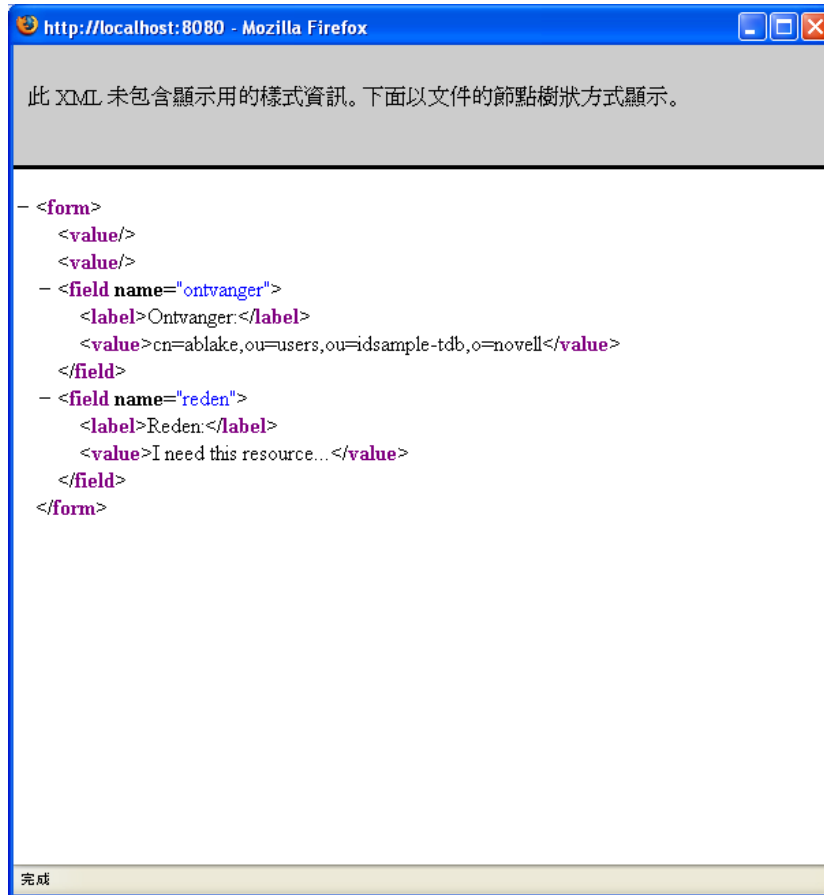 http://localhost:8080 - Mozilla Firefox
此 XML 未包含顯示用的樣式資訊。下面以文件的節點樹狀方式顯示。
− <form>
<value/>
<value/>
− <field name="ontvanger">
<label>Ontvanger:</label>
<value>cn=ablake,ou=users,ou=idsample-tdb,o=novell</value>
</field>
− <field name="reden">
<label>Reden:</label>
<value>I need this resource...</value>
</field>
</form>
完成